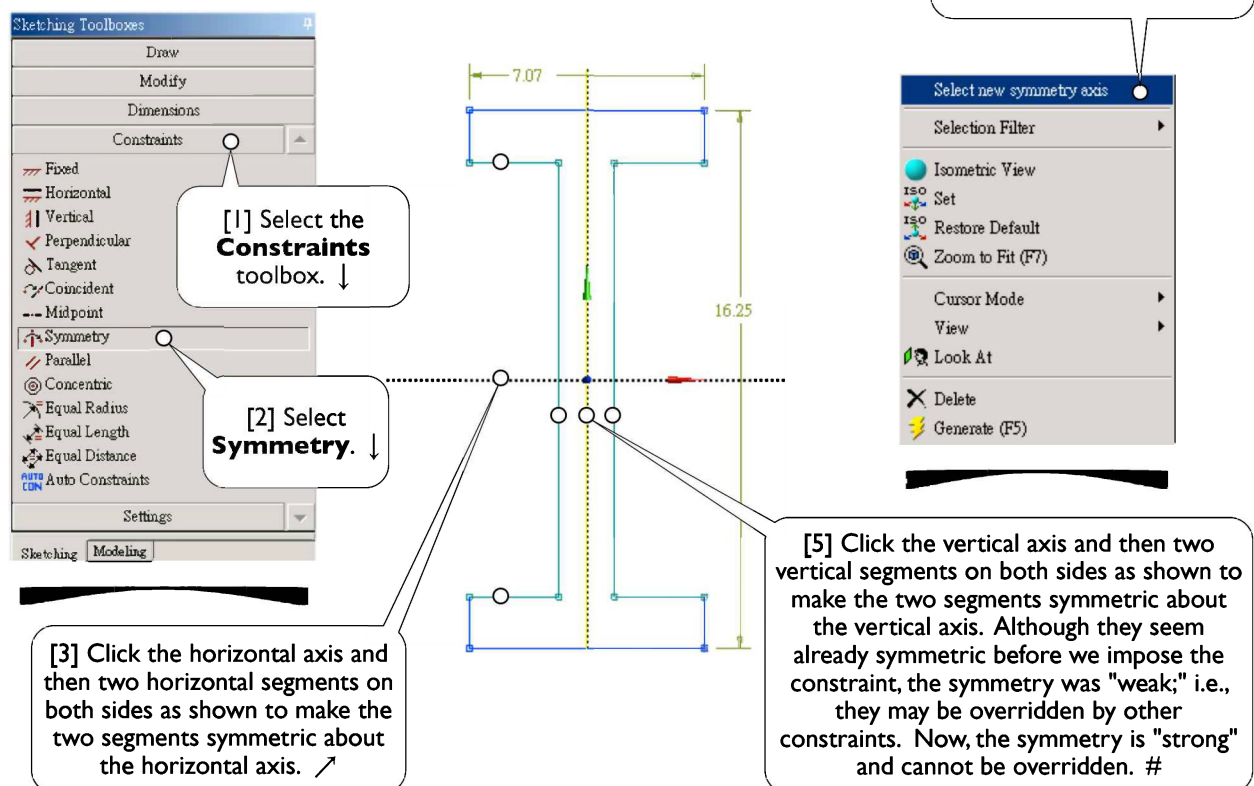 Sketching Toolboxes
Draw
Modify
Dimensions
Constraints
Fixed
Horizontal
Vertical
Perpendicular
Tangent
Coincident
Midpoint
Symmetry
Parallel
Concentric
Equal Radius
Equal Length
Equal Distance
AUTO CON Auto Constraints
Settings
Sketching Modeling
[1] Select the
Constraints
toolbox. ↓
[2] Select
Symmetry. ↓
[3] Click the horizontal axis and
then two horizontal segments on
both sides as shown to make the
two segments symmetric about
the horizontal axis. ↗
7.07
16.25
Select new symmetry axis
Selection Filter
Isometric View
ISO Set
ISO Restore Default
Zoom to Fit (F7)
Cursor Mode
View
Look At
Delete
Generate (F5)
[5] Click the vertical axis and then two
vertical segments on both sides as shown to
make the two segments symmetric about
the vertical axis. Although they seem
already symmetric before we impose the
constraint, the symmetry was "weak;" i.e.,
they may be overridden by other
constraints. Now, the symmetry is "strong"
and cannot be overridden. #